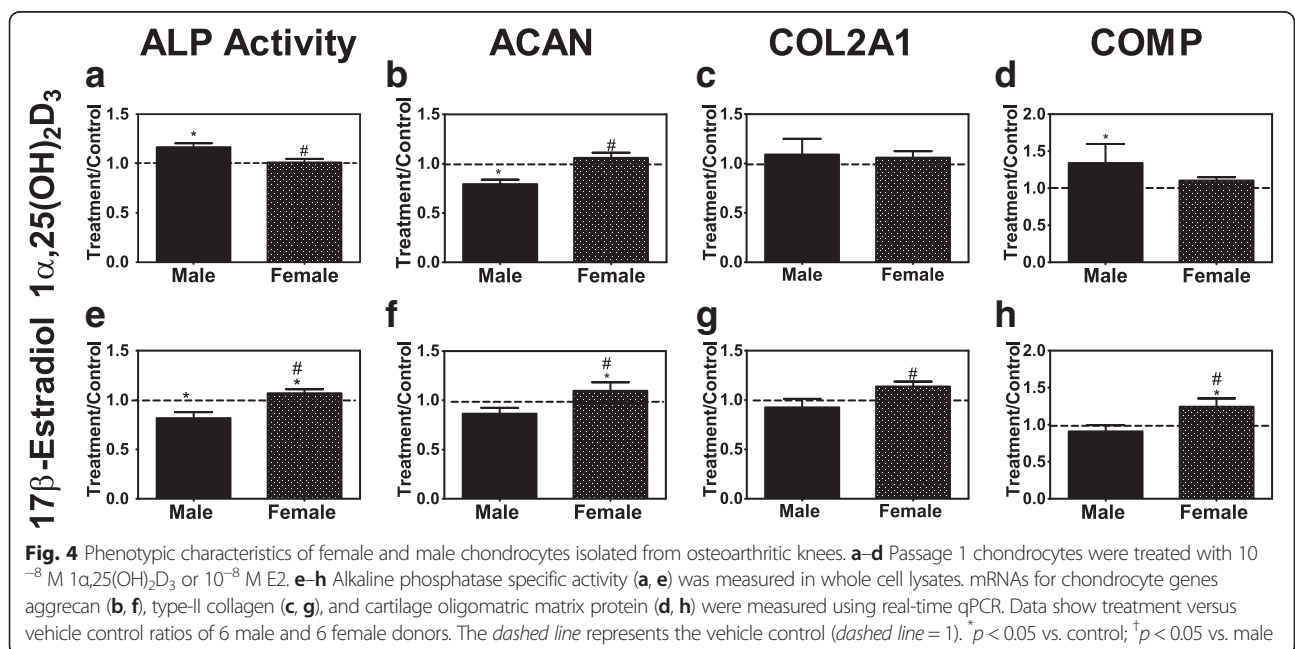 ALP Activity ACAN COL2A1 COMP
1α,25(OH)₂D₃
a b c d
Treatment/Control Treatment/Control Treatment/Control Treatment/Control
1.5 1.5 1.5 2.0
* # * # * 
1.0 1.0 1.0 1.5
0.5 0.5 0.5 1.0
0.0 0.0 0.0 0.5
0.0
Male Female Male Female Male Female Male Female
17β-Estradiol
e f g h
Treatment/Control Treatment/Control Treatment/Control Treatment/Control
1.5 1.5 1.5 2.0
* # * # * # # *
1.0 1.0 1.0 1.5
0.5 0.5 0.5 1.0
0.0 0.0 0.0 0.5
0.0
Male Female Male Female Male Female Male Female
Fig. 4 Phenotypic characteristics of female and male chondrocytes isolated from osteoarthritic knees. a–d Passage 1 chondrocytes were treated with 10
⁻⁸ M 1α,25(OH)₂D₃ or 10⁻⁸ M E2. e–h Alkaline phosphatase specific activity (a, e) was measured in whole cell lysates. mRNAs for chondrocyte genes
aggrecan (b, f), type-II collagen (c, g), and cartilage oligomatric matrix protein (d, h) were measured using real-time qPCR. Data show treatment versus
vehicle control ratios of 6 male and 6 female donors. The dashed line represents the vehicle control (dashed line = 1). *p < 0.05 vs. control; †p < 0.05 vs. male